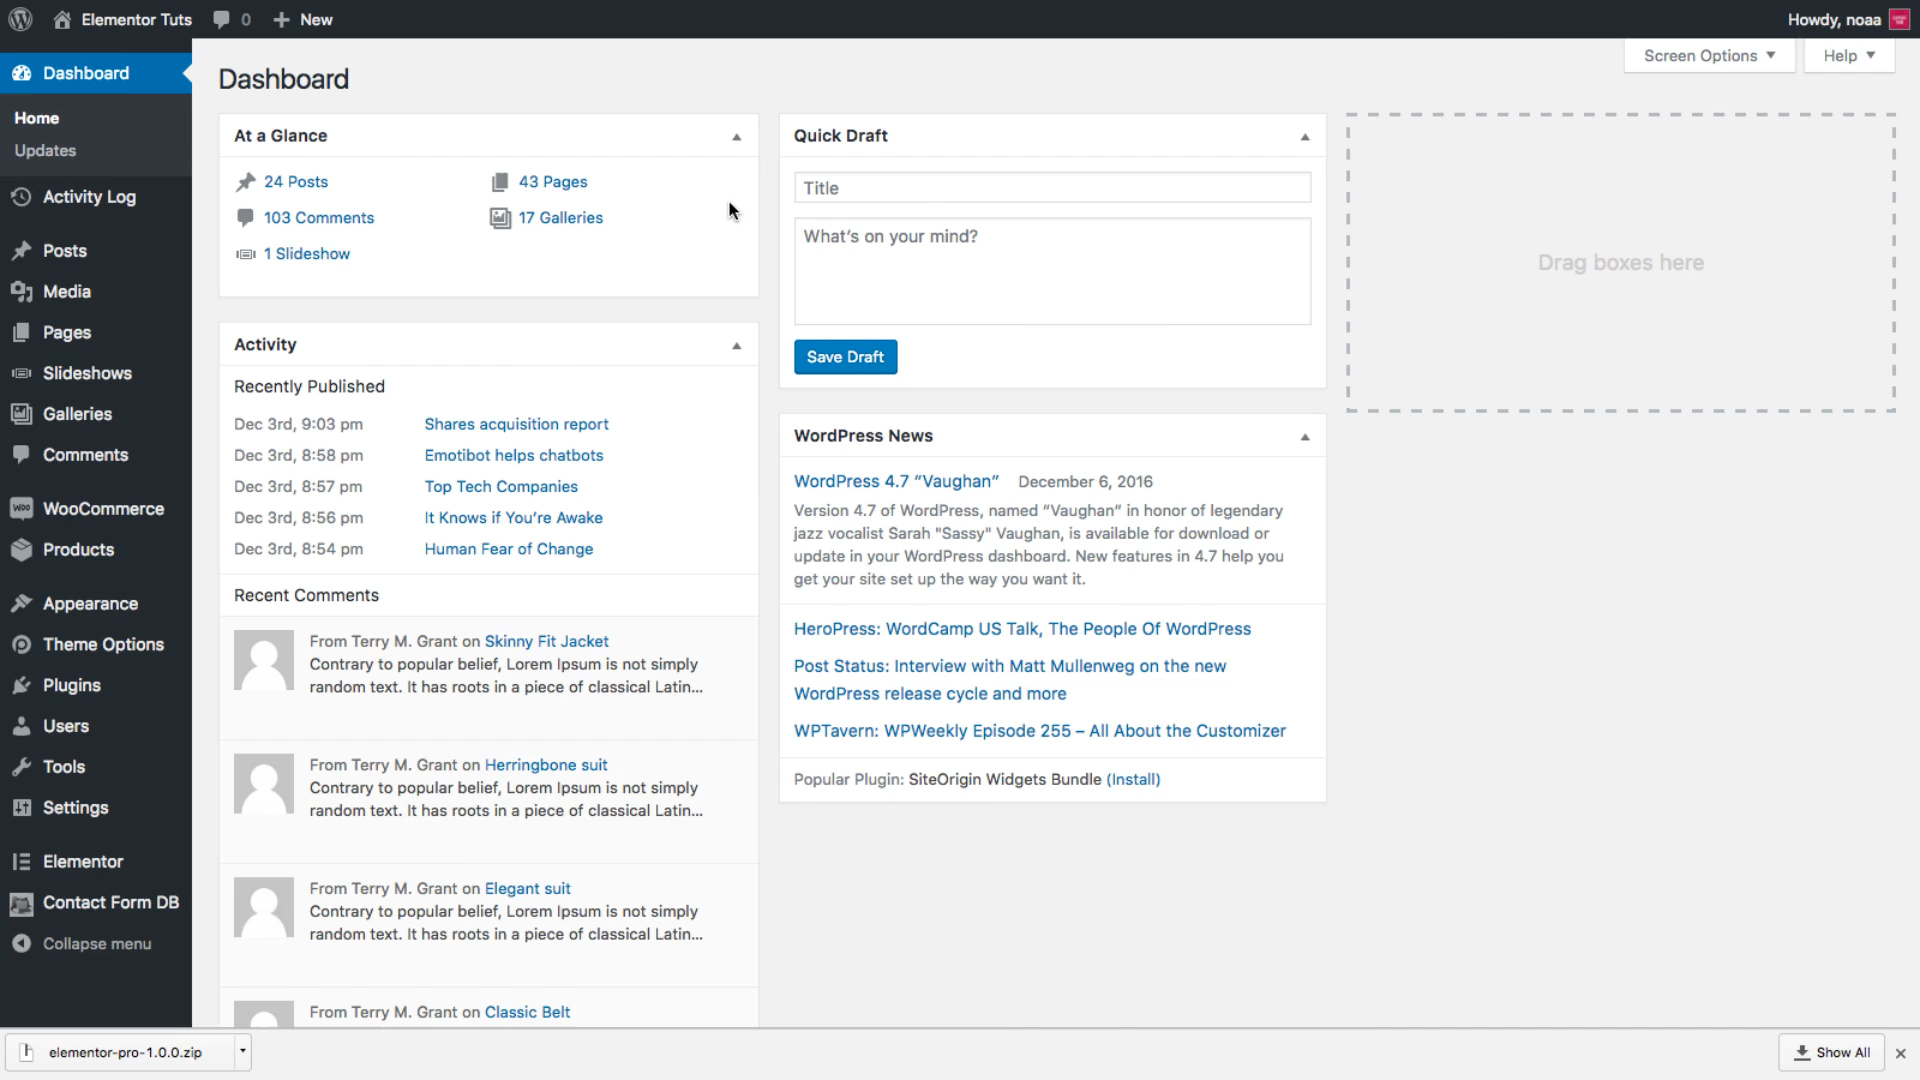 Elementor Tuts 0 New
Howdy, noaa
Dashboard
Home
Updates
Activity Log
Posts
Media
Pages
Slideshows
Galleries
Comments
WooCommerce
Products
Appearance
Theme Options
Plugins
Users
Tools
Settings
Elementor
Contact Form DB
Collapse menu
Screen Options
Help
Dashboard
At a Glance
24 Posts
43 Pages
103 Comments
17 Galleries
1 Slideshow
Activity
Recently Published
Dec 3rd, 9:03 pm Shares acquisition report
Dec 3rd, 8:58 pm Emotibot helps chatbots
Dec 3rd, 8:57 pm Top Tech Companies
Dec 3rd, 8:56 pm It Knows if You’re Awake
Dec 3rd, 8:54 pm Human Fear of Change
Recent Comments
From Terry M. Grant on Skinny Fit Jacket
Contrary to popular belief, Lorem Ipsum is not simply
random text. It has roots in a piece of classical Latin...
From Terry M. Grant on Herringbone suit
Contrary to popular belief, Lorem Ipsum is not simply
random text. It has roots in a piece of classical Latin...
From Terry M. Grant on Elegant suit
Contrary to popular belief, Lorem Ipsum is not simply
random text. It has roots in a piece of classical Latin...
From Terry M. Grant on Classic Belt
Quick Draft
Title
What’s on your mind?
Save Draft
WordPress News
WordPress 4.7 “Vaughan” December 6, 2016
Version 4.7 of WordPress, named “Vaughan” in honor of legendary
jazz vocalist Sarah "Sassy" Vaughan, is available for download or
update in your WordPress dashboard. New features in 4.7 help you
get your site set up the way you want it.
HeroPress: WordCamp US Talk, The People Of WordPress
Post Status: Interview with Matt Mullenweg on the new
WordPress release cycle and more
WPTavern: WPWeekly Episode 255 – All About the Customizer
Popular Plugin: SiteOrigin Widgets Bundle (Install)
Drag boxes here
elementor-pro-1.0.0.zip
Show All